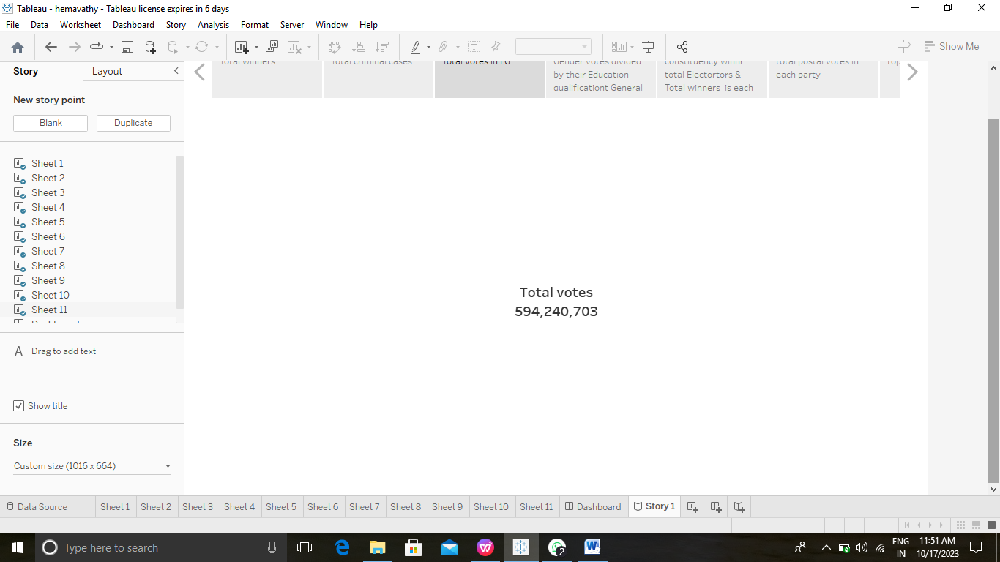 Tableau - hemavathy - Tableau license expires in 6 days
File Data Worksheet Dashboard Story Analysis Format Server Window Help
Show Me
Story Layout
New story point
Blank Duplicate
Sheet 1
Sheet 2
Sheet 3
Sheet 4
Sheet 5
Sheet 6
Sheet 7
Sheet 8
Sheet 9
Sheet 10
Sheet 11
A Drag to add text
Show title
Size
Custom size (1016 x 664)
Total winners
Total criminal cases
Total votes in LG
Gender votes divided
by their Education
qualificationt General
constituency winni
total Electortors &
Total winners is each
total postal votes in
each party
top
Total votes
594,240,703
Data Source Sheet 1 Sheet 2 Sheet 3 Sheet 4 Sheet 5 Sheet 6 Sheet 7 Sheet 8 Sheet 9 Sheet 10 Sheet 11 Dashboard Story 1
Type here to search
2
W
ENG
IN
11:51 AM
10/17/2023